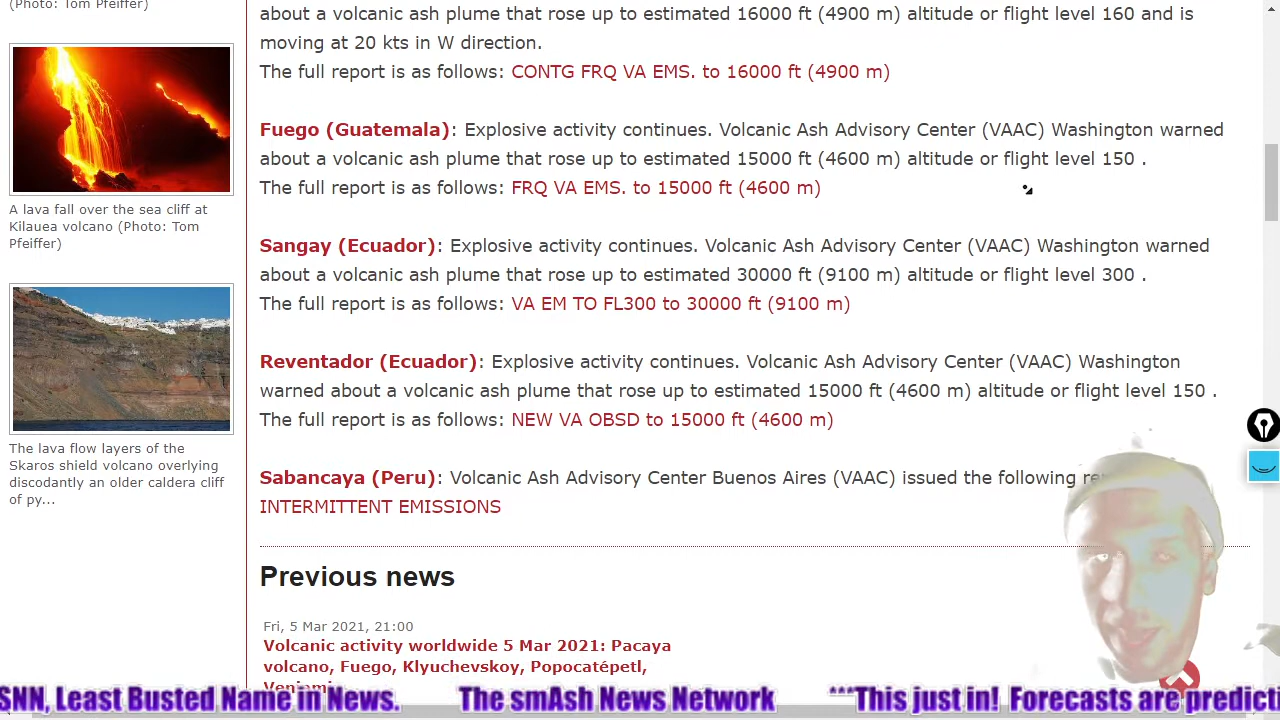 (Photo: Tom Pfeiffer)
A lava fall over the sea cliff at
Kilauea volcano (Photo: Tom
Pfeiffer)
The lava flow layers of the
Skaros shield volcano overlying
discodantly an older caldera cliff
of py...
about a volcanic ash plume that rose up to estimated 16000 ft (4900 m) altitude or flight level 160 and is
moving at 20 kts in W direction.
The full report is as follows: CONTG FRQ VA EMS. to 16000 ft (4900 m)
Fuego (Guatemala): Explosive activity continues. Volcanic Ash Advisory Center (VAAC) Washington warned
about a volcanic ash plume that rose up to estimated 15000 ft (4600 m) altitude or flight level 150 .
The full report is as follows: FRQ VA EMS. to 15000 ft (4600 m)
Sangay (Ecuador): Explosive activity continues. Volcanic Ash Advisory Center (VAAC) Washington warned
about a volcanic ash plume that rose up to estimated 30000 ft (9100 m) altitude or flight level 300 .
The full report is as follows: VA EM TO FL300 to 30000 ft (9100 m)
Reventador (Ecuador): Explosive activity continues. Volcanic Ash Advisory Center (VAAC) Washington
warned about a volcanic ash plume that rose up to estimated 15000 ft (4600 m) altitude or flight level 150 .
The full report is as follows: NEW VA OBSD to 15000 ft (4600 m)
Sabancaya (Peru): Volcanic Ash Advisory Center Buenos Aires (VAAC) issued the following
INTERMITTENT EMISSIONS
Previous news
Fri, 5 Mar 2021, 21:00
Volcanic activity worldwide 5 Mar 2021: Pacaya
volcano, Fuego, Klyuchevskoy, Popocatépetl,
SNN, Least Busted Name in News. The smAsh News Network ***This just in! Forecasts are predicti